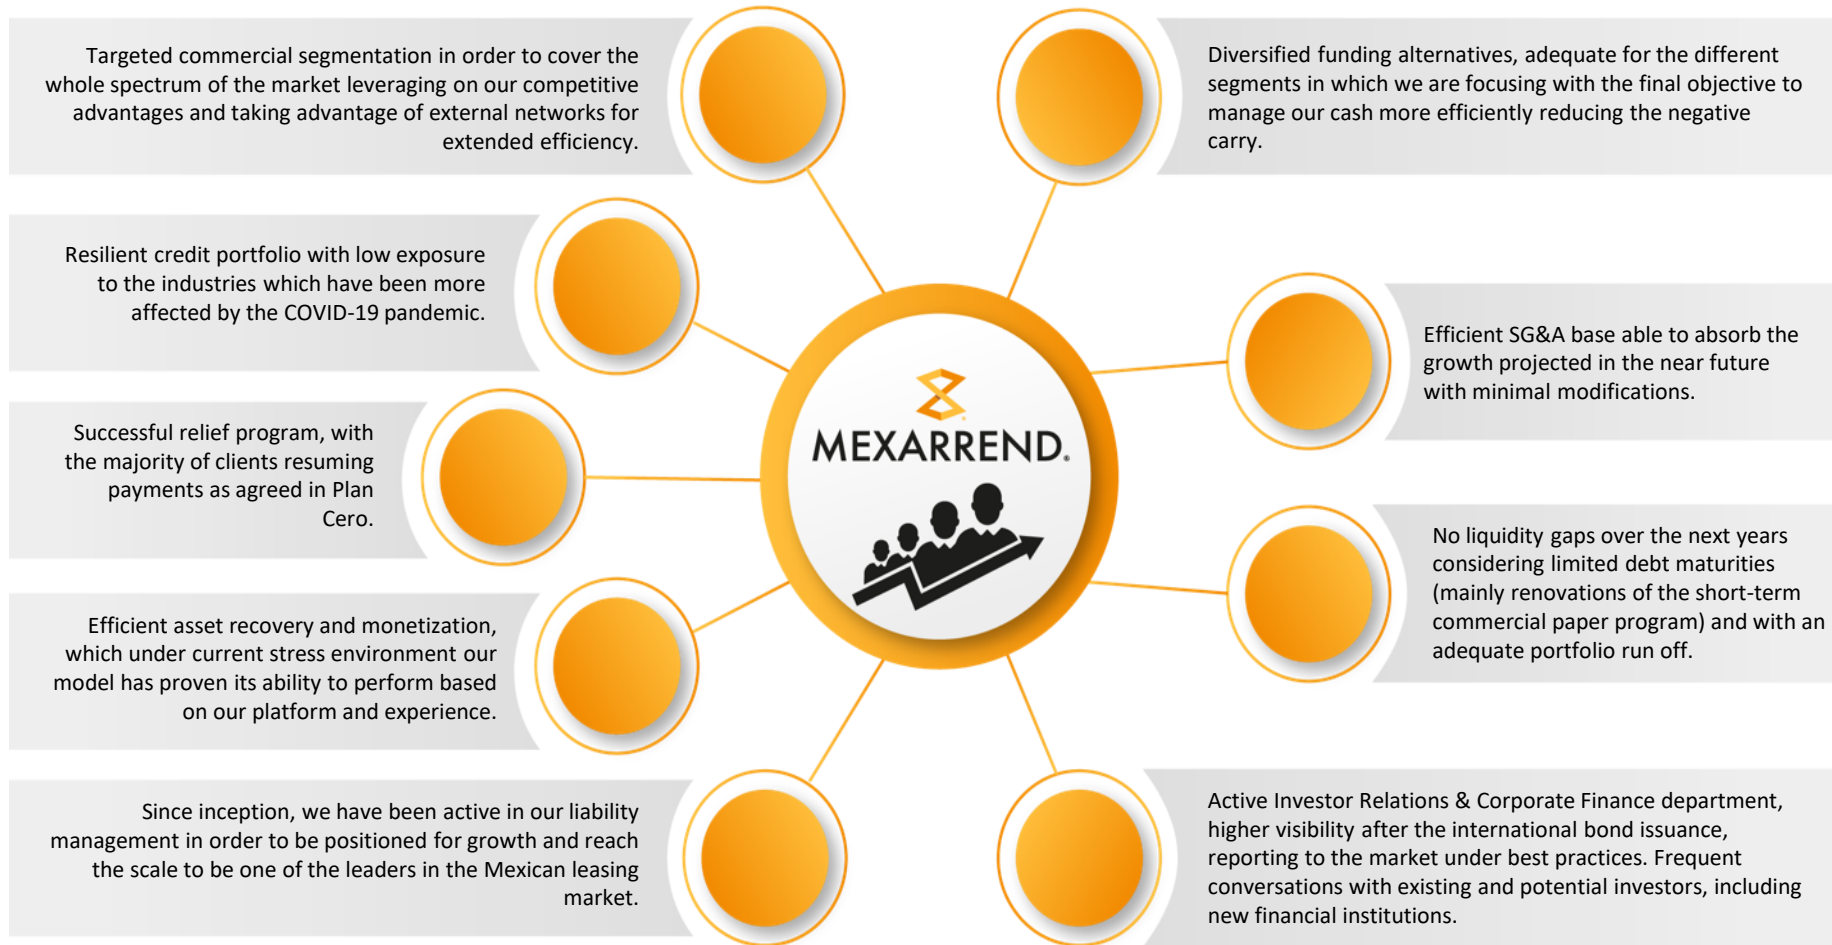 Targeted commercial segmentation in order to cover the
whole spectrum of the market leveraging on our competitive
advantages and taking advantage of external networks for
extended efficiency.
Resilient credit portfolio with low exposure
to the industries which have been more
affected by the COVID-19 pandemic.
Successful relief program, with
the majority of clients resuming
payments as agreed in Plan
Cero.
Efficient asset recovery and monetization,
which under current stress environment our
model has proven its ability to perform based
on our platform and experience.
Since inception, we have been active in our liability
management in order to be positioned for growth and reach
the scale to be one of the leaders in the Mexican leasing
market.
MEXARREND®
Diversified funding alternatives, adequate for the different
segments in which we are focusing with the final objective to
manage our cash more efficiently reducing the negative
carry.
Efficient SG&A base able to absorb the
growth projected in the near future
with minimal modifications.
No liquidity gaps over the next years
considering limited debt maturities
(mainly renovations of the short-term
commercial paper program) and with an
adequate portfolio run off.
Active Investor Relations & Corporate Finance department,
higher visibility after the international bond issuance,
reporting to the market under best practices. Frequent
conversations with existing and potential investors, including
new financial institutions.